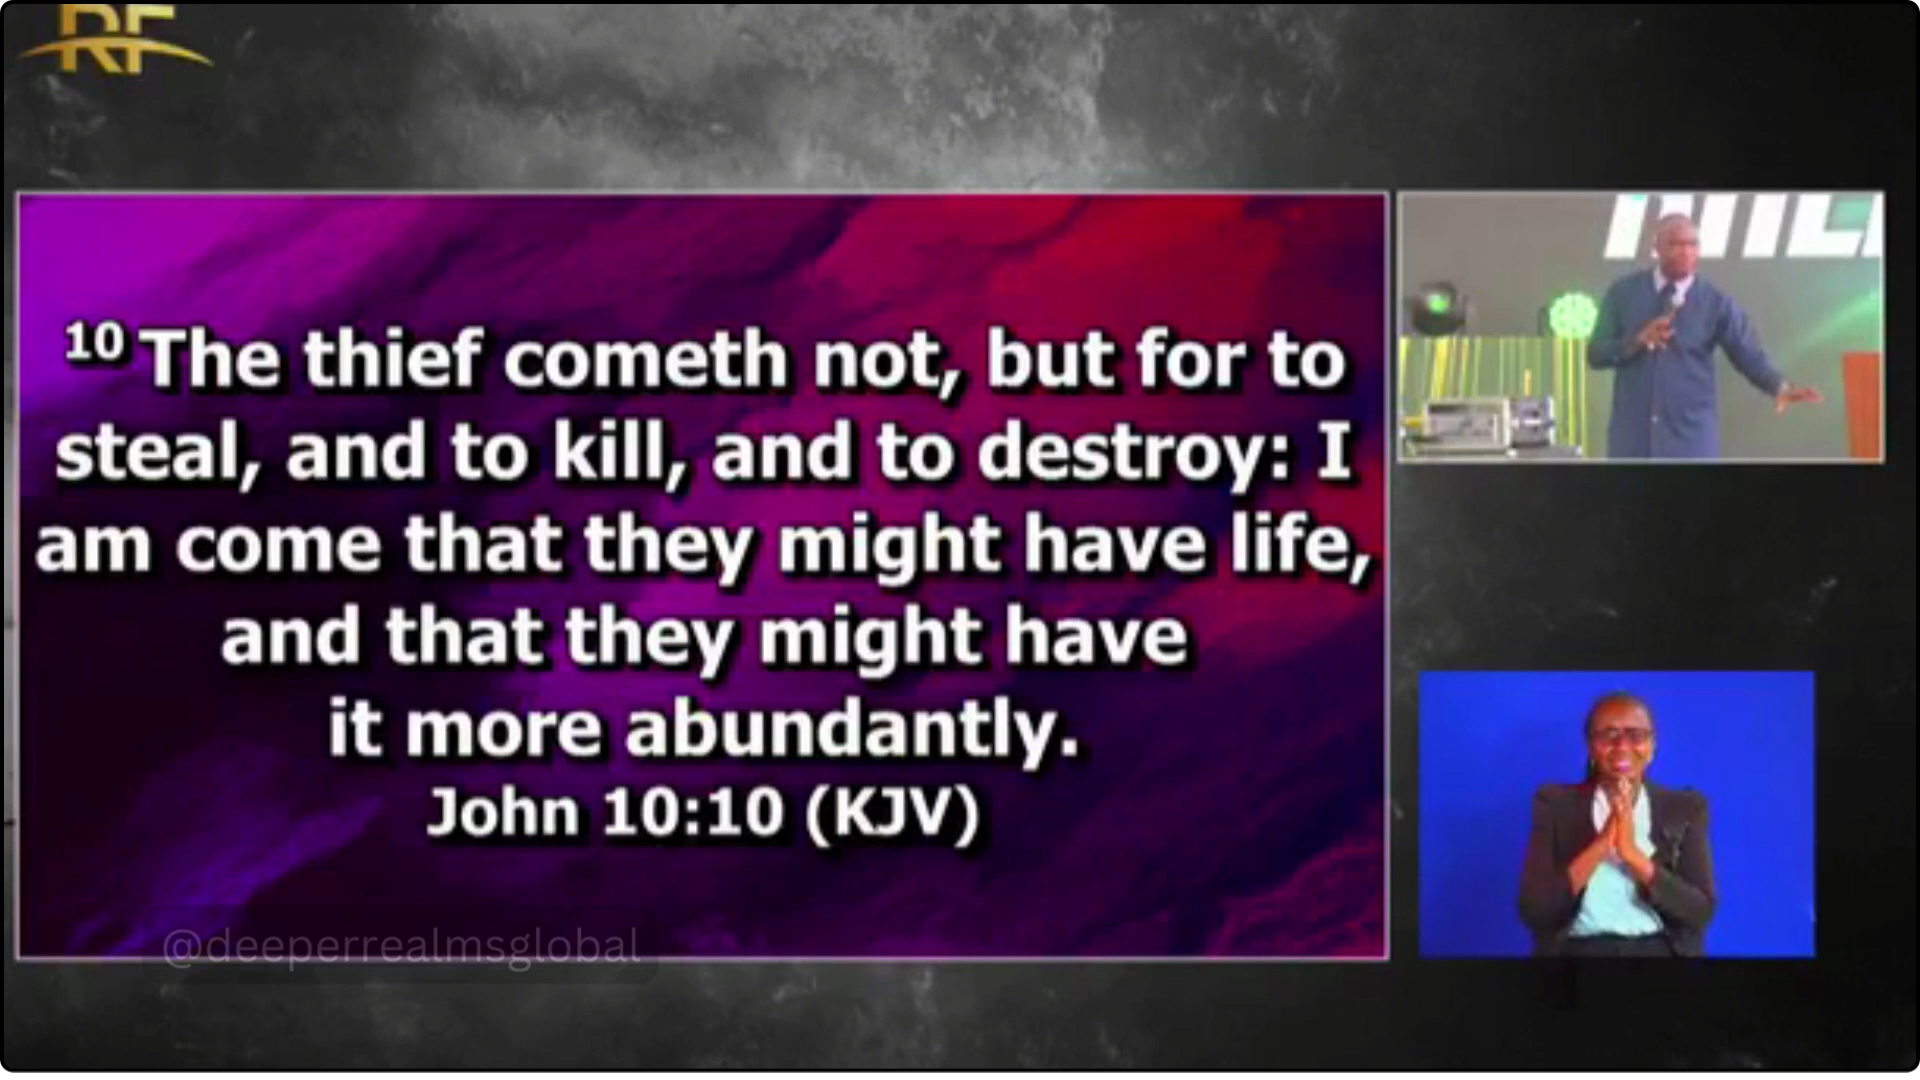 RF
10 The thief cometh not, but for to
steal, and to kill, and to destroy: I
am come that they might have life,
and that they might have
it more abundantly.
John 10:10 (KJV)
@deeperrealmsglobal